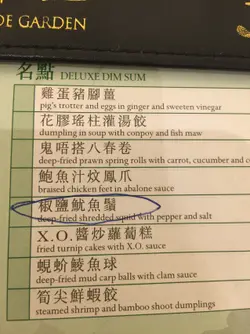 DE GARDEN
名點 DELUXE DIM SUM
雞蛋豬腳薑
pig's trotter and eggs in ginger and sweeten vinegar
花膠瑤柱灌湯餃
dumpling in soup with conpoy and fish maw
鬼唔搭八春卷
deep-fried prawn spring rolls with carrot, cucumber and c
鮑魚汁炆鳳爪
braised chicken feet in abalone sauce
椒鹽魷魚鬚
deep-fried shredded squid with pepper and salt
X.O.醬炒蘿蔔糕
fried turnip cakes with X.O. sauce
蜆蚧鯪魚球
deep-fried mud carp balls with clam sauce
筍尖鮮蝦餃
steamed shrimp and bamboo shoot dumplings